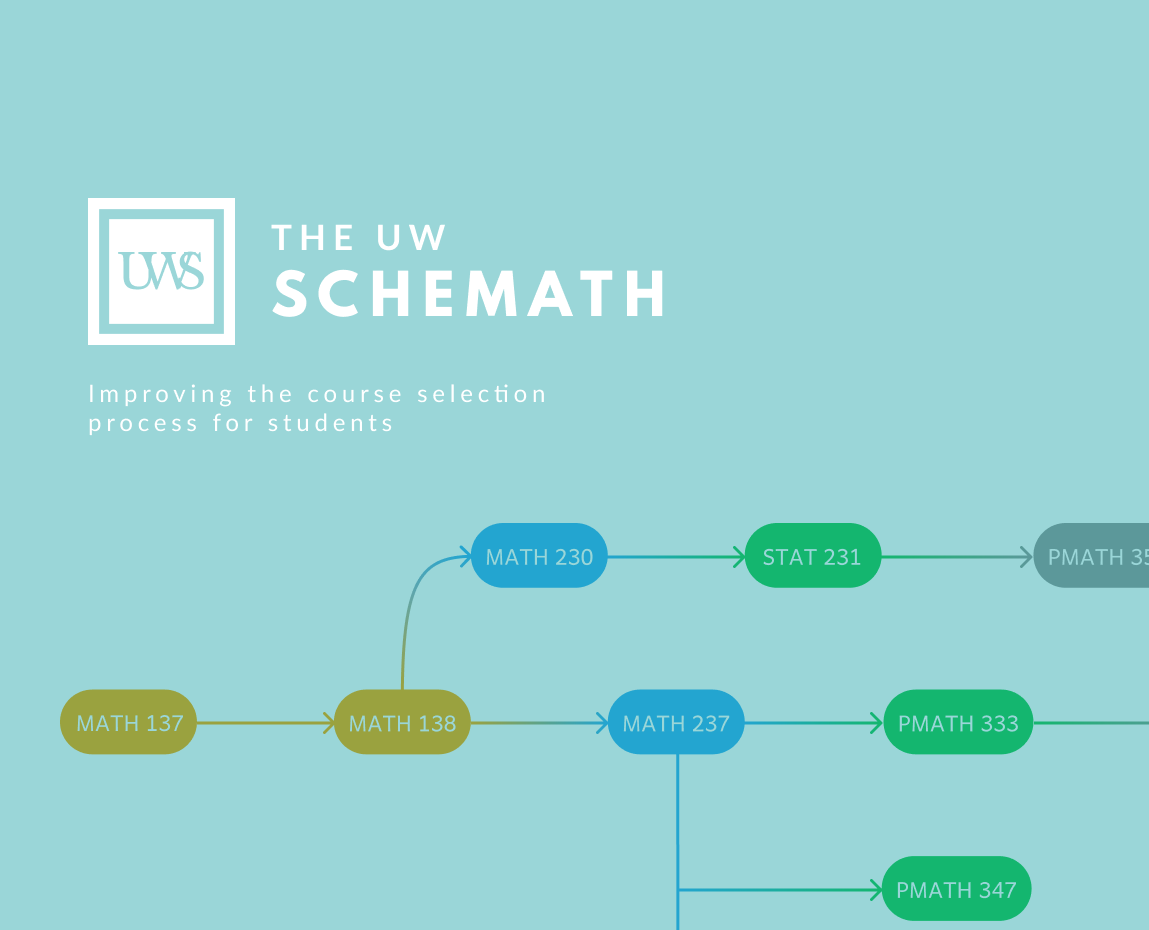 UWS
THE UW
SCHEMATH
Improving the course selection
process for students
MATH 230
STAT 231
PMATH 35
MATH 137
MATH 138
MATH 237
PMATH 333
PMATH 347